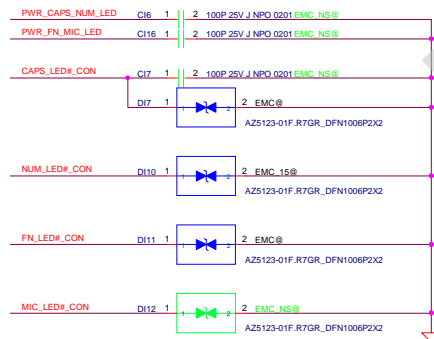 PWR_CAPS_NUM_LED CI6 1 2 100P 25V J NPO 0201 EMC_NS@
PWR_FN_MIC_LED CI16 1 2 100P 25V J NPO 0201 EMC_NS@
CAPS_LED#_CON CI7 1 2 100P 25V J NPO 0201 EMC_NS@
DI7 1 1 2 2 EMC@
AZ5123-01F.R7GR_DFN1006P2X2
NUM_LED#_CON DI10 1 1 2 2 EMC_15@
AZ5123-01F.R7GR_DFN1006P2X2
FN_LED#_CON DI11 1 1 2 2 EMC@
AZ5123-01F.R7GR_DFN1006P2X2
MIC_LED#_CON DI12 1 1 2 2 EMC_NS@
AZ5123-01F.R7GR_DFN1006P2X2